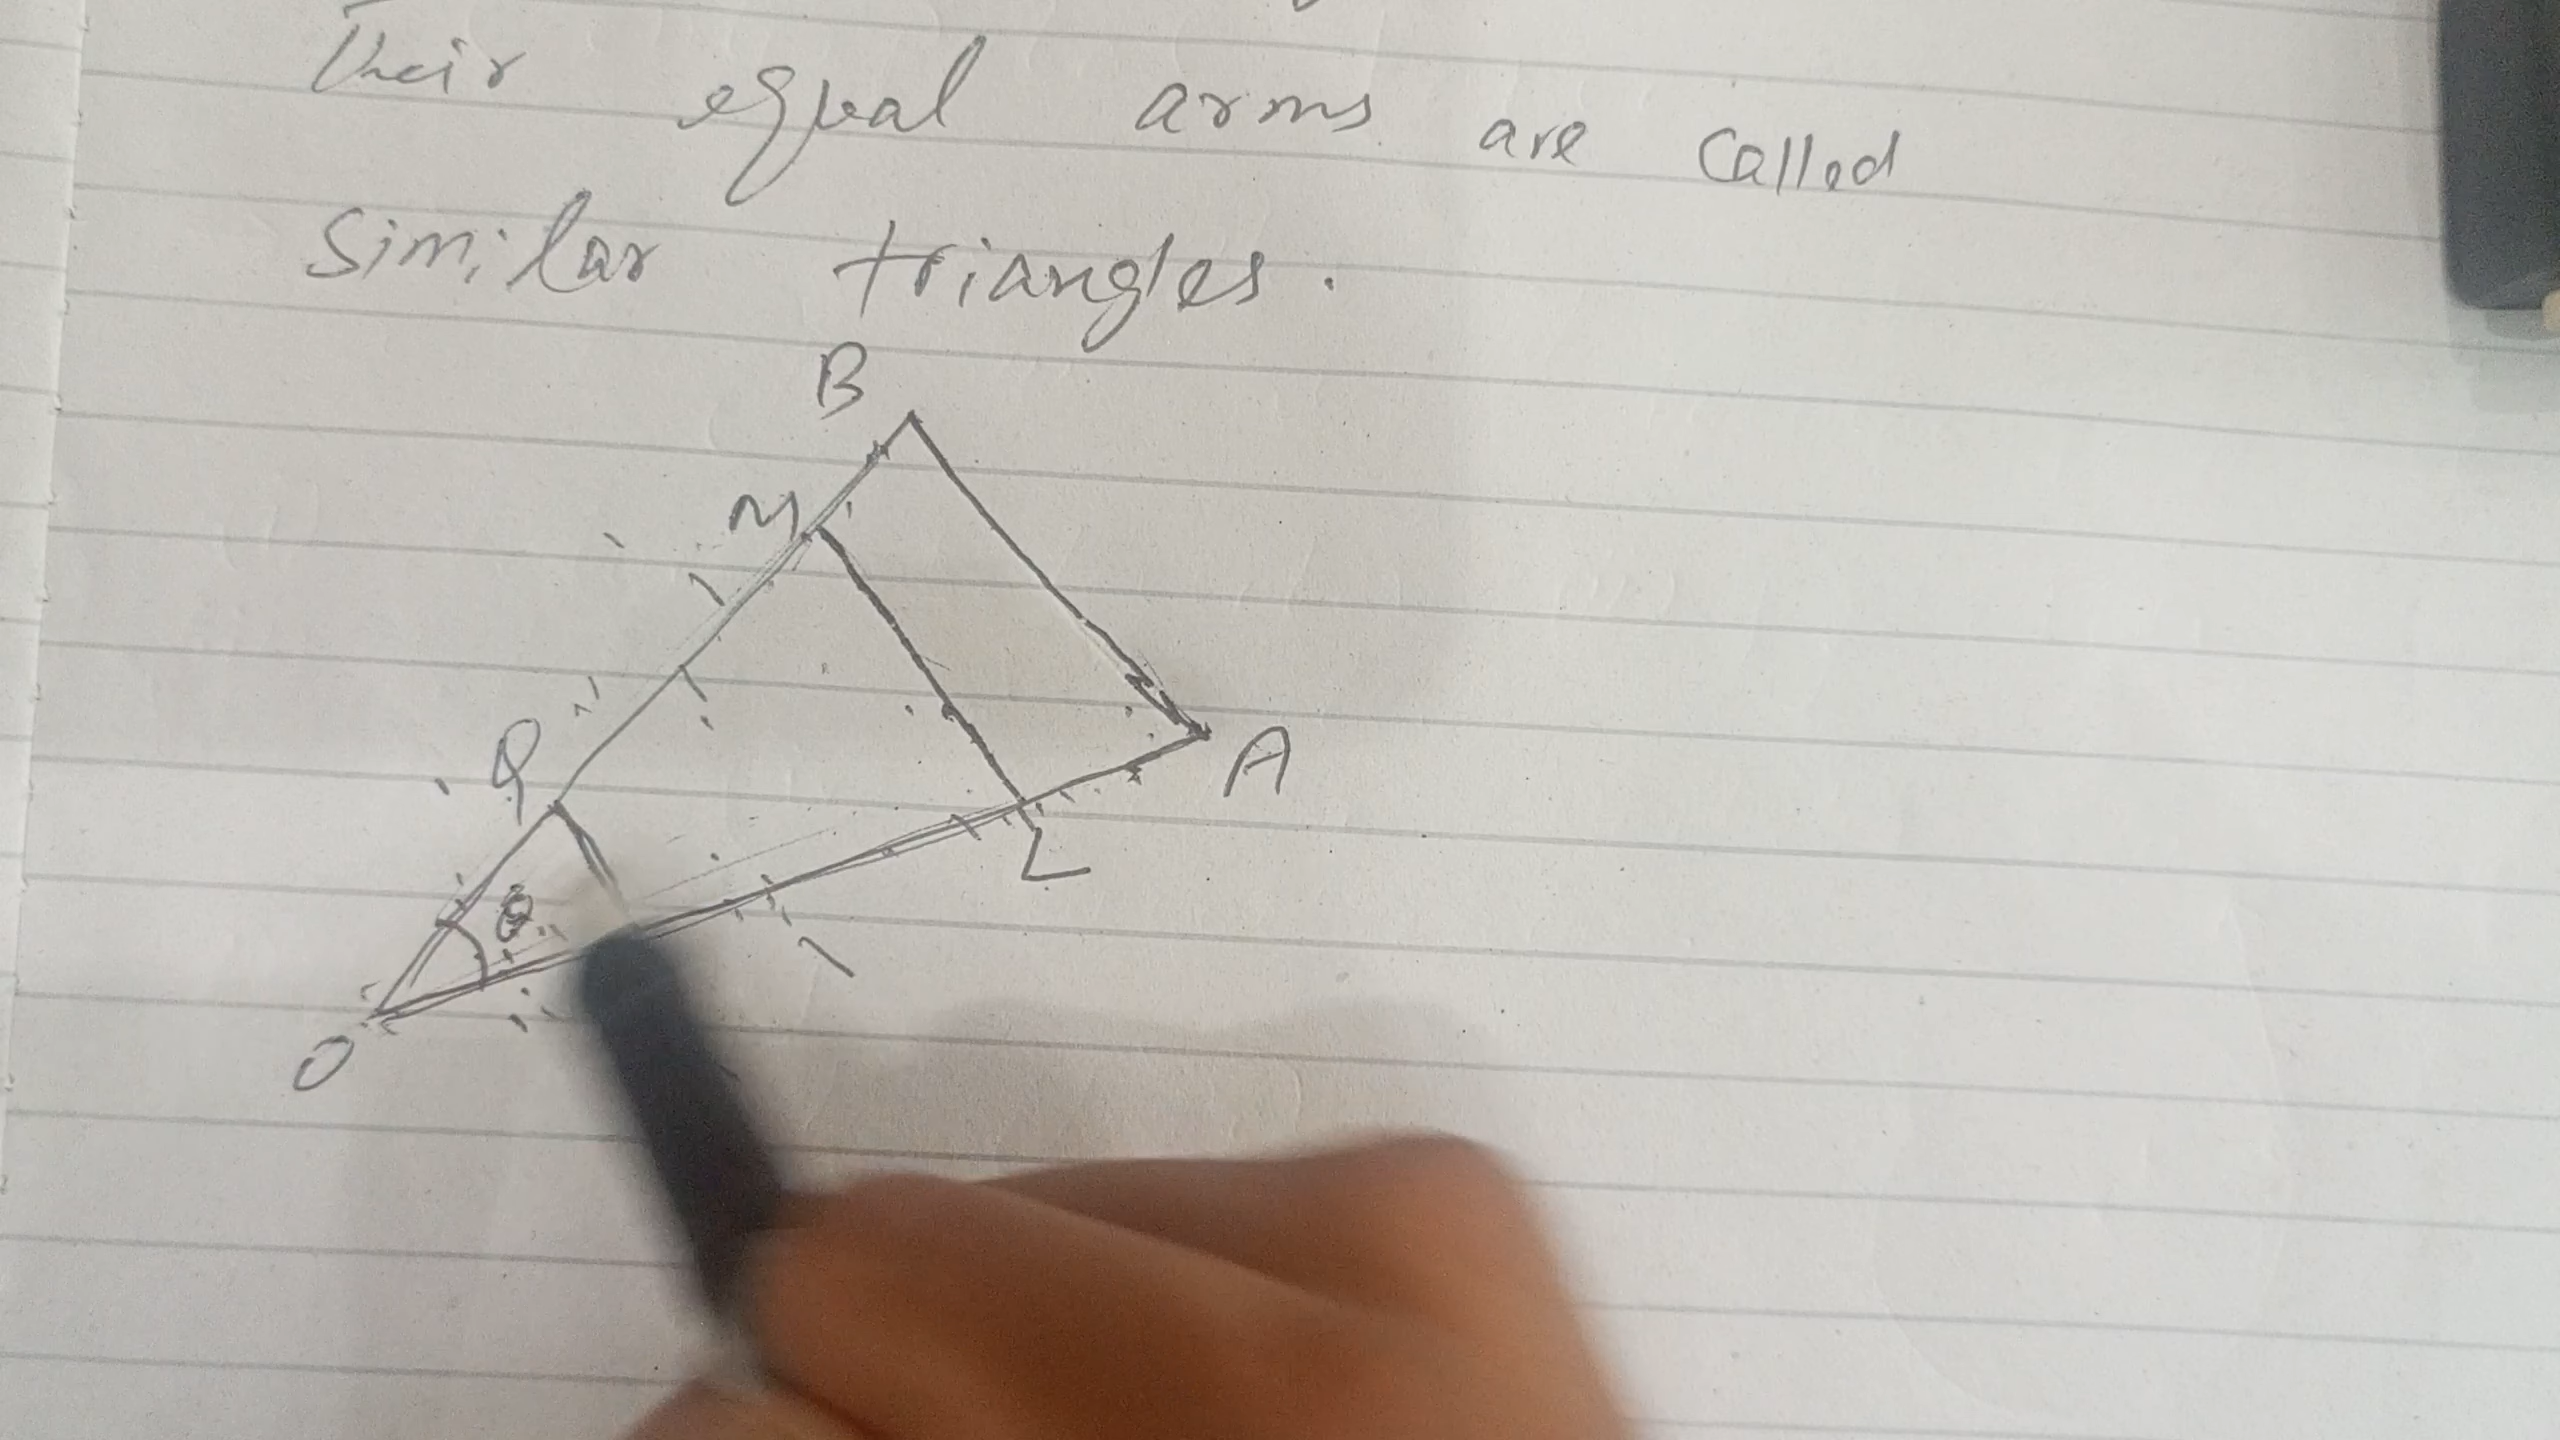 Their equal arms are called
Similar triangles.
B
M
Q
A
L
θ
O